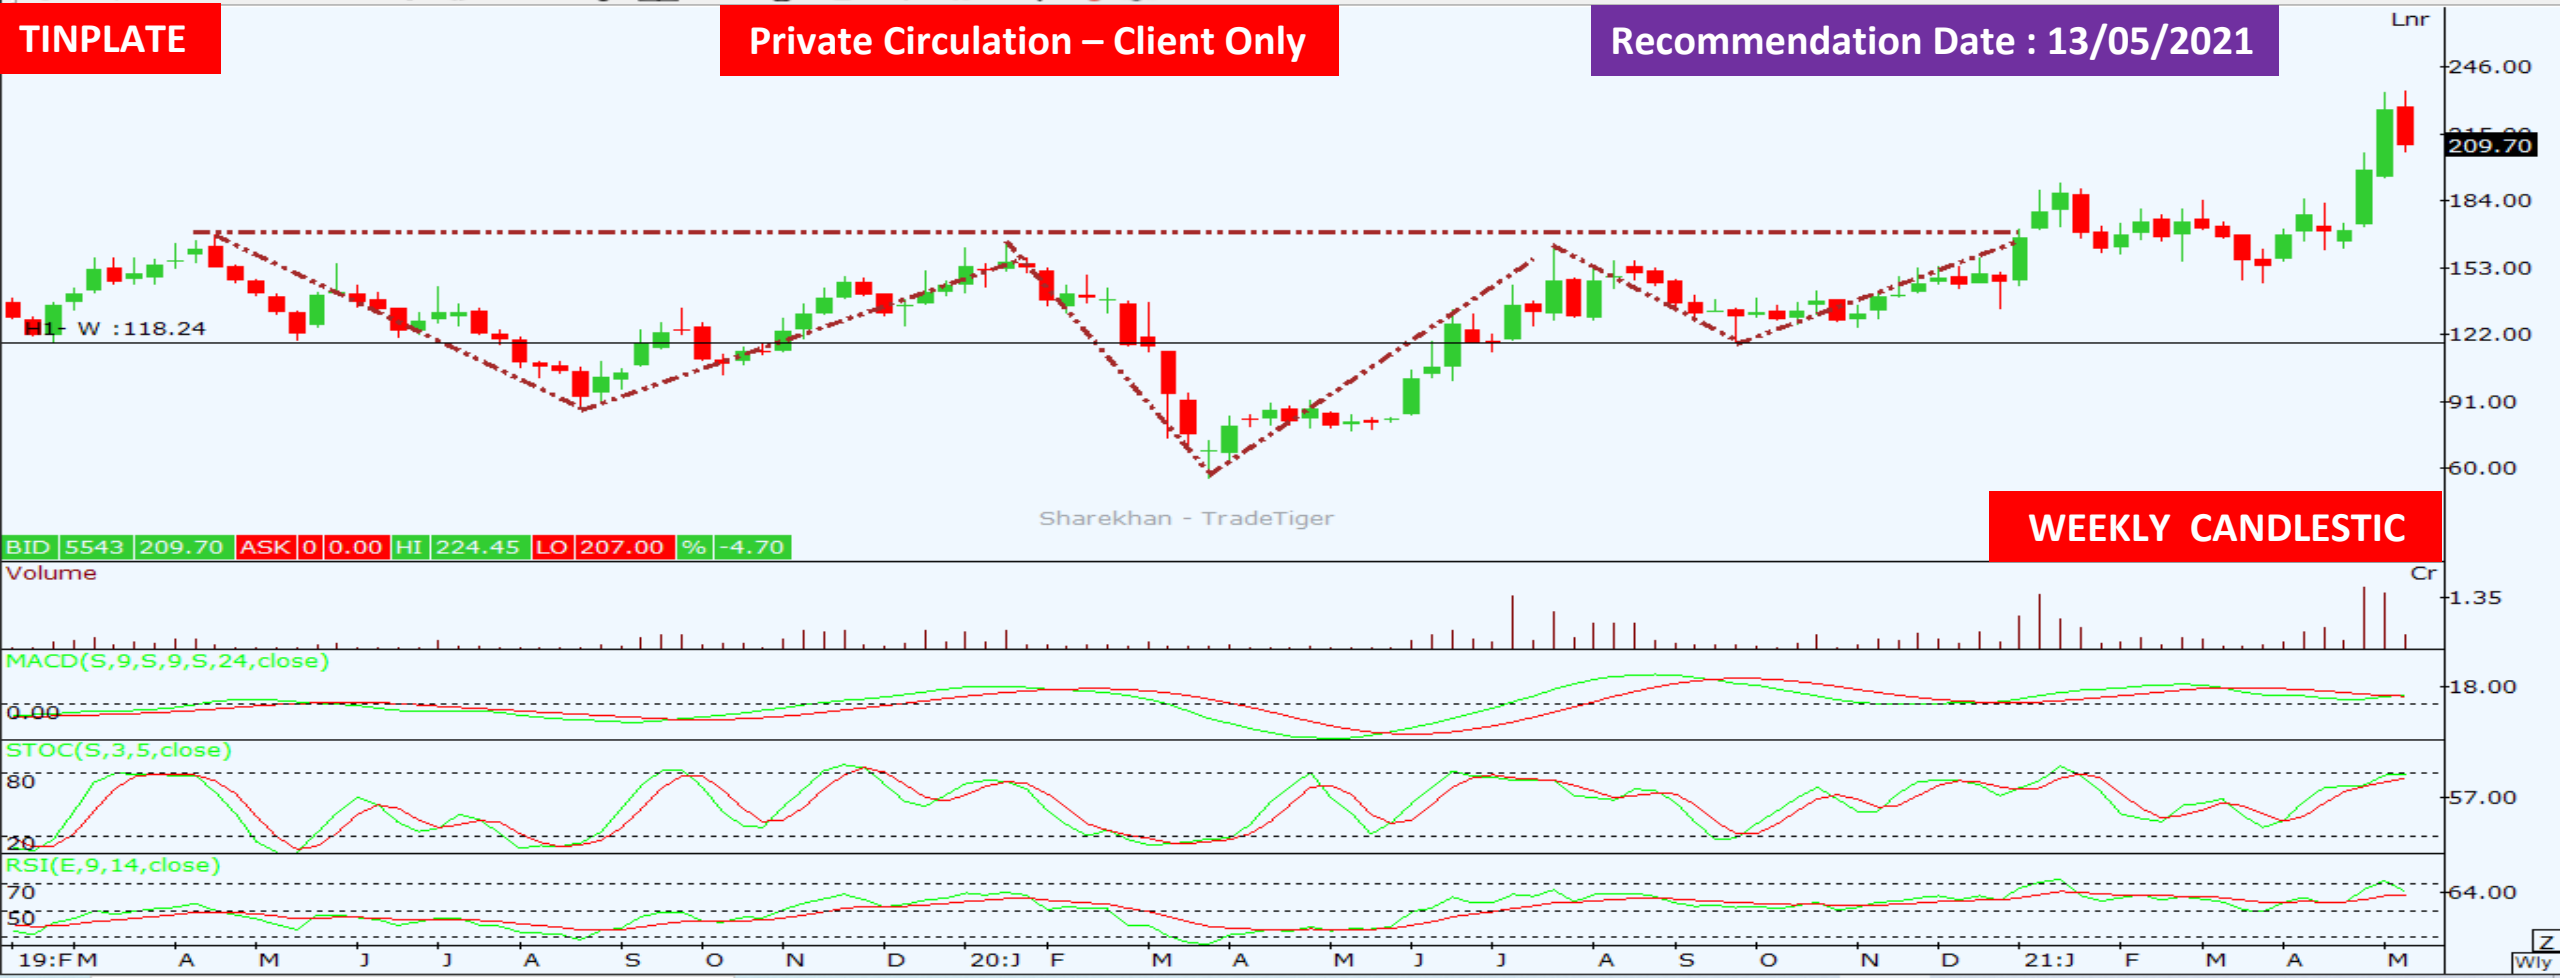 TINPLATE
Private Circulation – Client Only
Recommendation Date : 13/05/2021
Lnr
246.00
209.70
184.00
153.00
H1- W :118.24
122.00
91.00
60.00
Sharekhan - TradeTiger
WEEKLY CANDLESTIC
BID 5543 209.70 ASK 0 0.00 HI 224.45 LO 207.00 % -4.70
Volume
Cr
1.35
MACD(S,9,S,9,S,24,close)
18.00
0.00
STOC(S,3,5,close)
80
57.00
20
RSI(E,9,14,close)
70
64.00
50
19:F M A M J J A S O N D 20:J F M A M J J A S O N D 21:J F M A M
Z
Wly